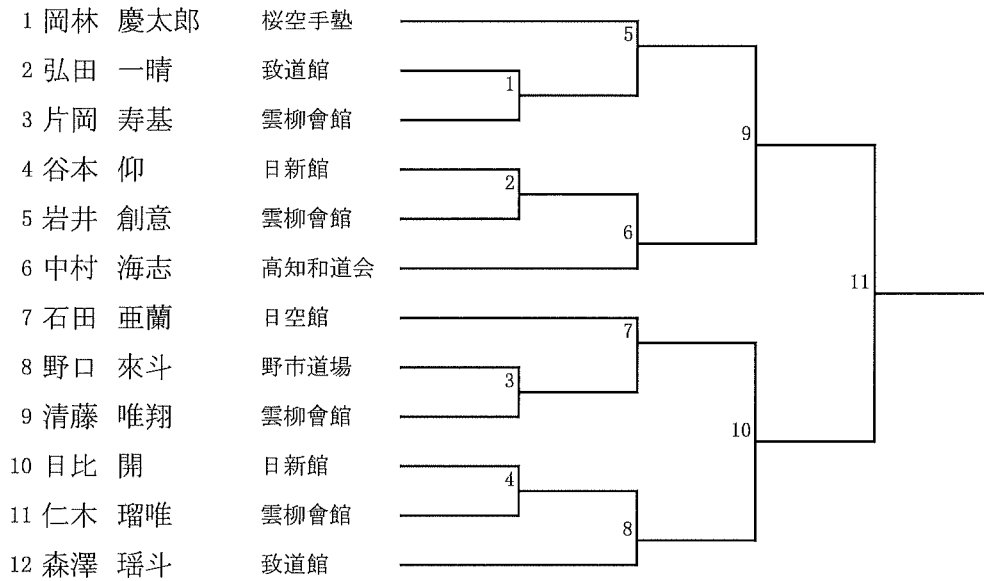 1 岡林 慶太郎 桜空手塾
2 弘田 一晴 致道館
3 片岡 寿基 雲柳會館
4 谷本 仰 日新館
5 岩井 創意 雲柳會館
6 中村 海志 高知和道会
7 石田 亜蘭 日空館
8 野口 來斗 野市道場
9 清藤 唯翔 雲柳會館
10 日比 開 日新館
11 仁木 瑠唯 雲柳會館
12 森澤 瑶斗 致道館
5
1
9
2
6
11
7
3
10
4
8